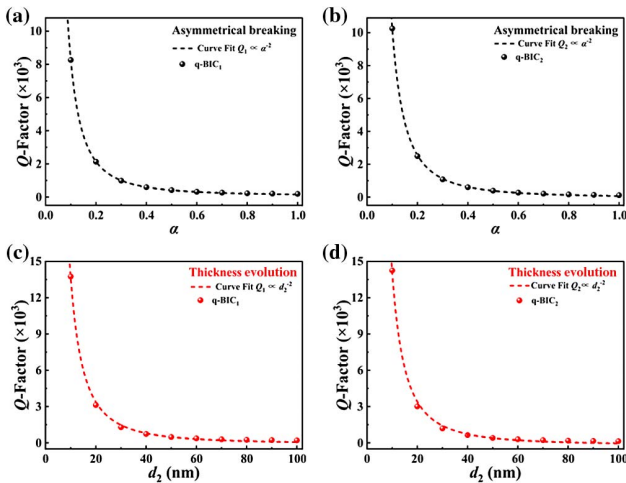 (a)
Asymmetrical breaking
Curve Fit Q₁ ∝ α⁻²
q-BIC₁
Q-Factor (×10³)
10
8
6
4
2
0
0.0 0.2 0.4 0.6 0.8 1.0
α
(b)
Asymmetrical breaking
Curve Fit Q₂ ∝ α⁻²
q-BIC₂
Q-Factor (×10³)
10
8
6
4
2
0
0.0 0.2 0.4 0.6 0.8 1.0
α
(c)
Thickness evolution
Curve Fit Q₁ ∝ d₂⁻²
q-BIC₁
Q-Factor (×10³)
15
12
9
6
3
0
0 20 40 60 80 100
d₂ (nm)
(d)
Thickness evolution
Curve Fit Q₂ ∝ d₂⁻²
q-BIC₂
Q-Factor (×10³)
15
12
9
6
3
0
0 20 40 60 80 100
d₂ (nm)